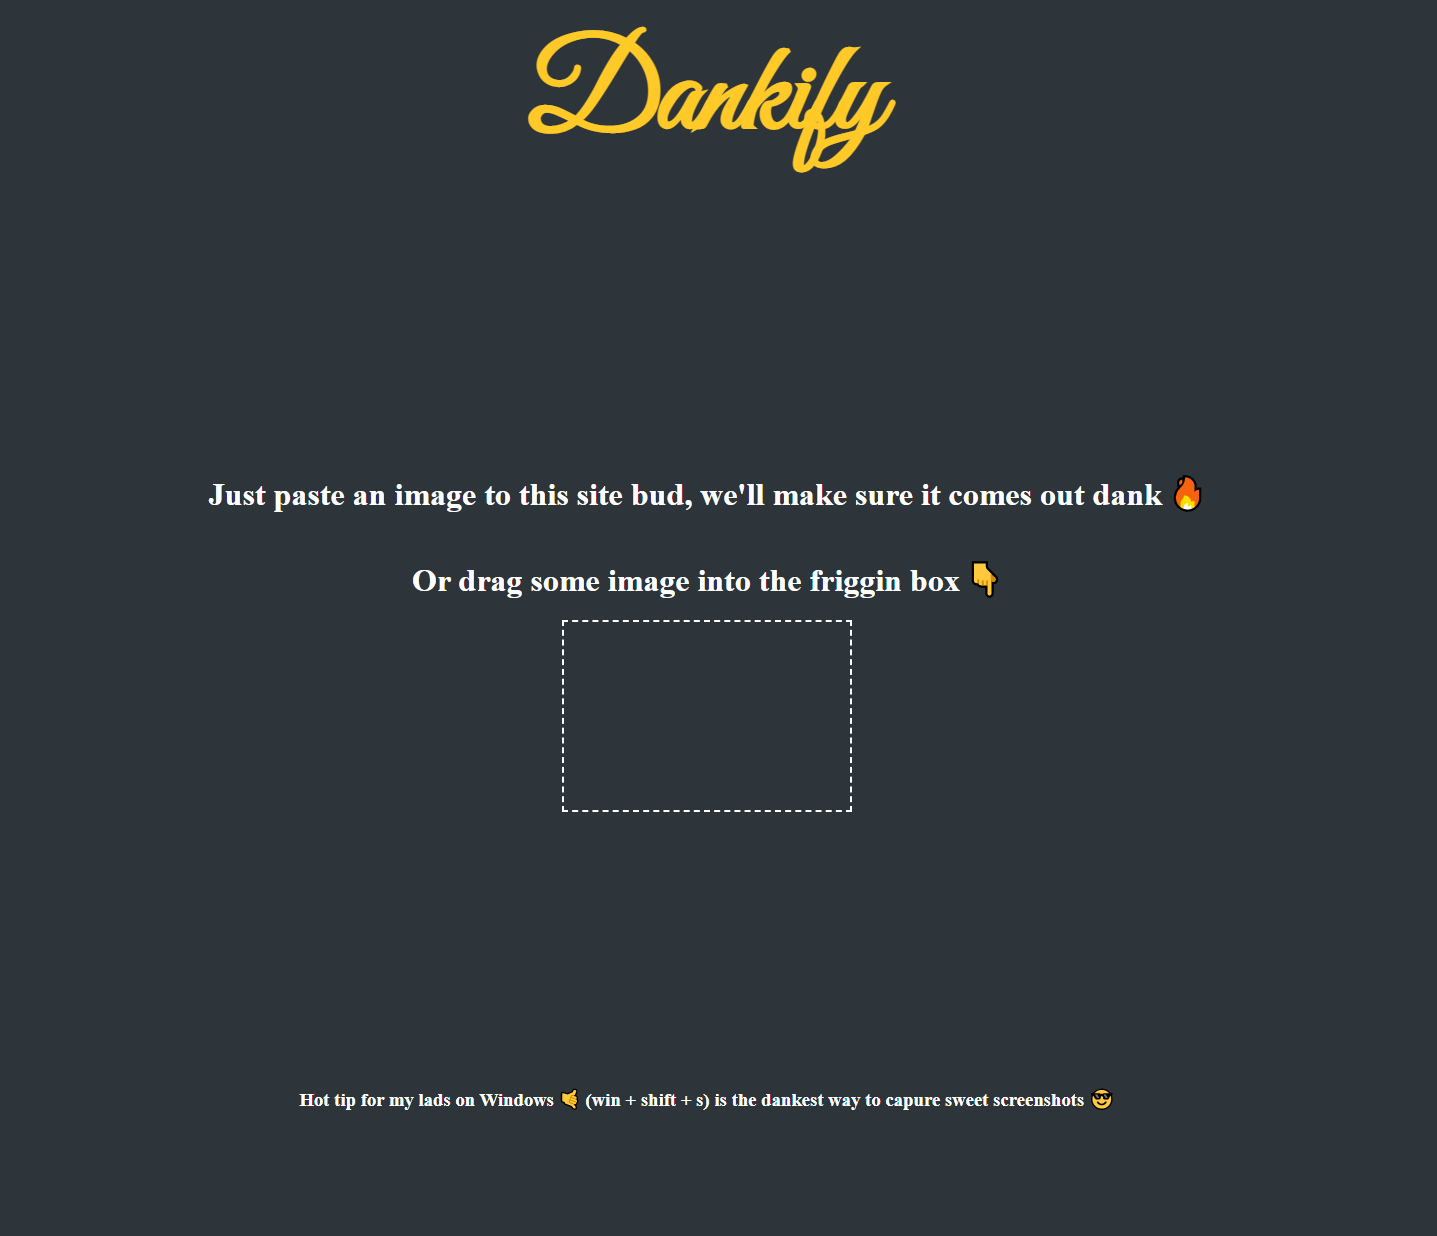 Dankify
Just paste an image to this site bud, we'll make sure it comes out dank 🔥
Or drag some image into the friggin box 👇
Hot tip for my lads on Windows 🤙 (win + shift + s) is the dankest way to capure sweet screenshots 😎